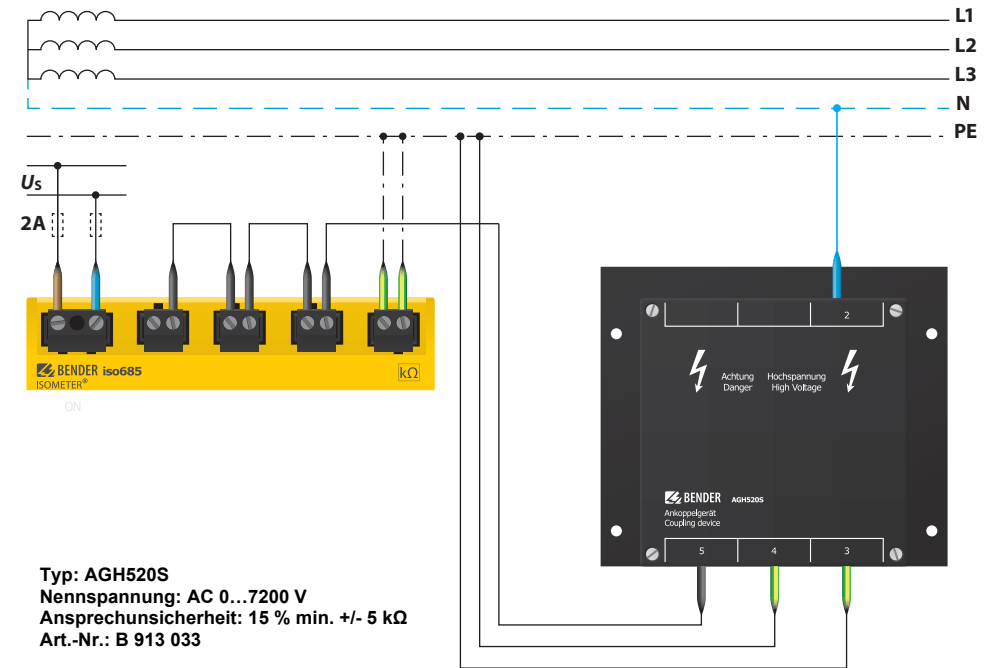 L1
L2
L3
N
PE
Us
2A
BENDER iso685
ISOMETER®
kΩ
ON
2
Achtung Hochspannung
Danger High Voltage
BENDER AGH520S
Ankoppelgerät
Coupling device
5 4 3
Typ: AGH520S
Nennspannung: AC 0…7200 V
Ansprechunsicherheit: 15 % min. +/- 5 kΩ
Art.-Nr.: B 913 033